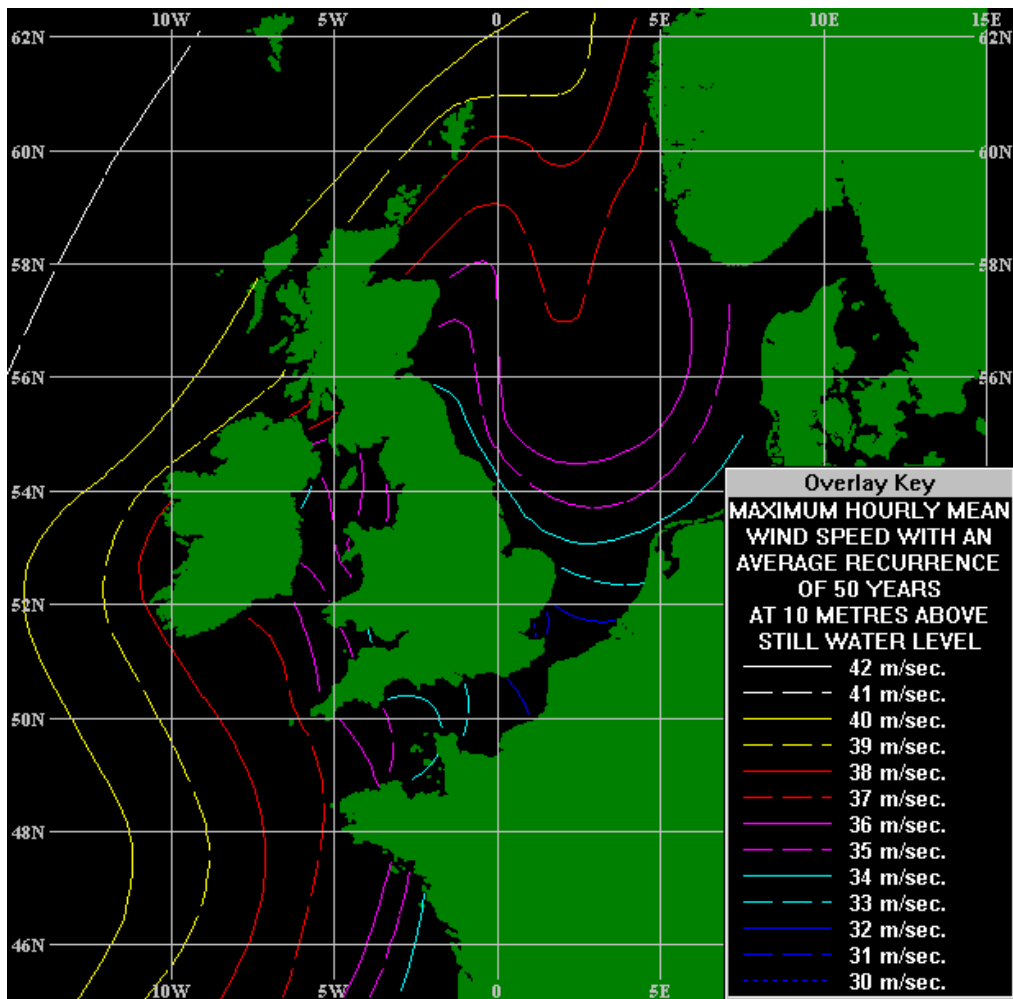 10W 5W 0 5E 10E 15E
62N 62N
60N 60N
58N 58N
56N 56N
54N
52N
50N
48N
46N
10W 5W 0 5E
Overlay Key
MAXIMUM HOURLY MEAN
WIND SPEED WITH AN
AVERAGE RECURRENCE
OF 50 YEARS
AT 10 METRES ABOVE
STILL WATER LEVEL
42 m/sec.
41 m/sec.
40 m/sec.
39 m/sec.
38 m/sec.
37 m/sec.
36 m/sec.
35 m/sec.
34 m/sec.
33 m/sec.
32 m/sec.
31 m/sec.
30 m/sec.